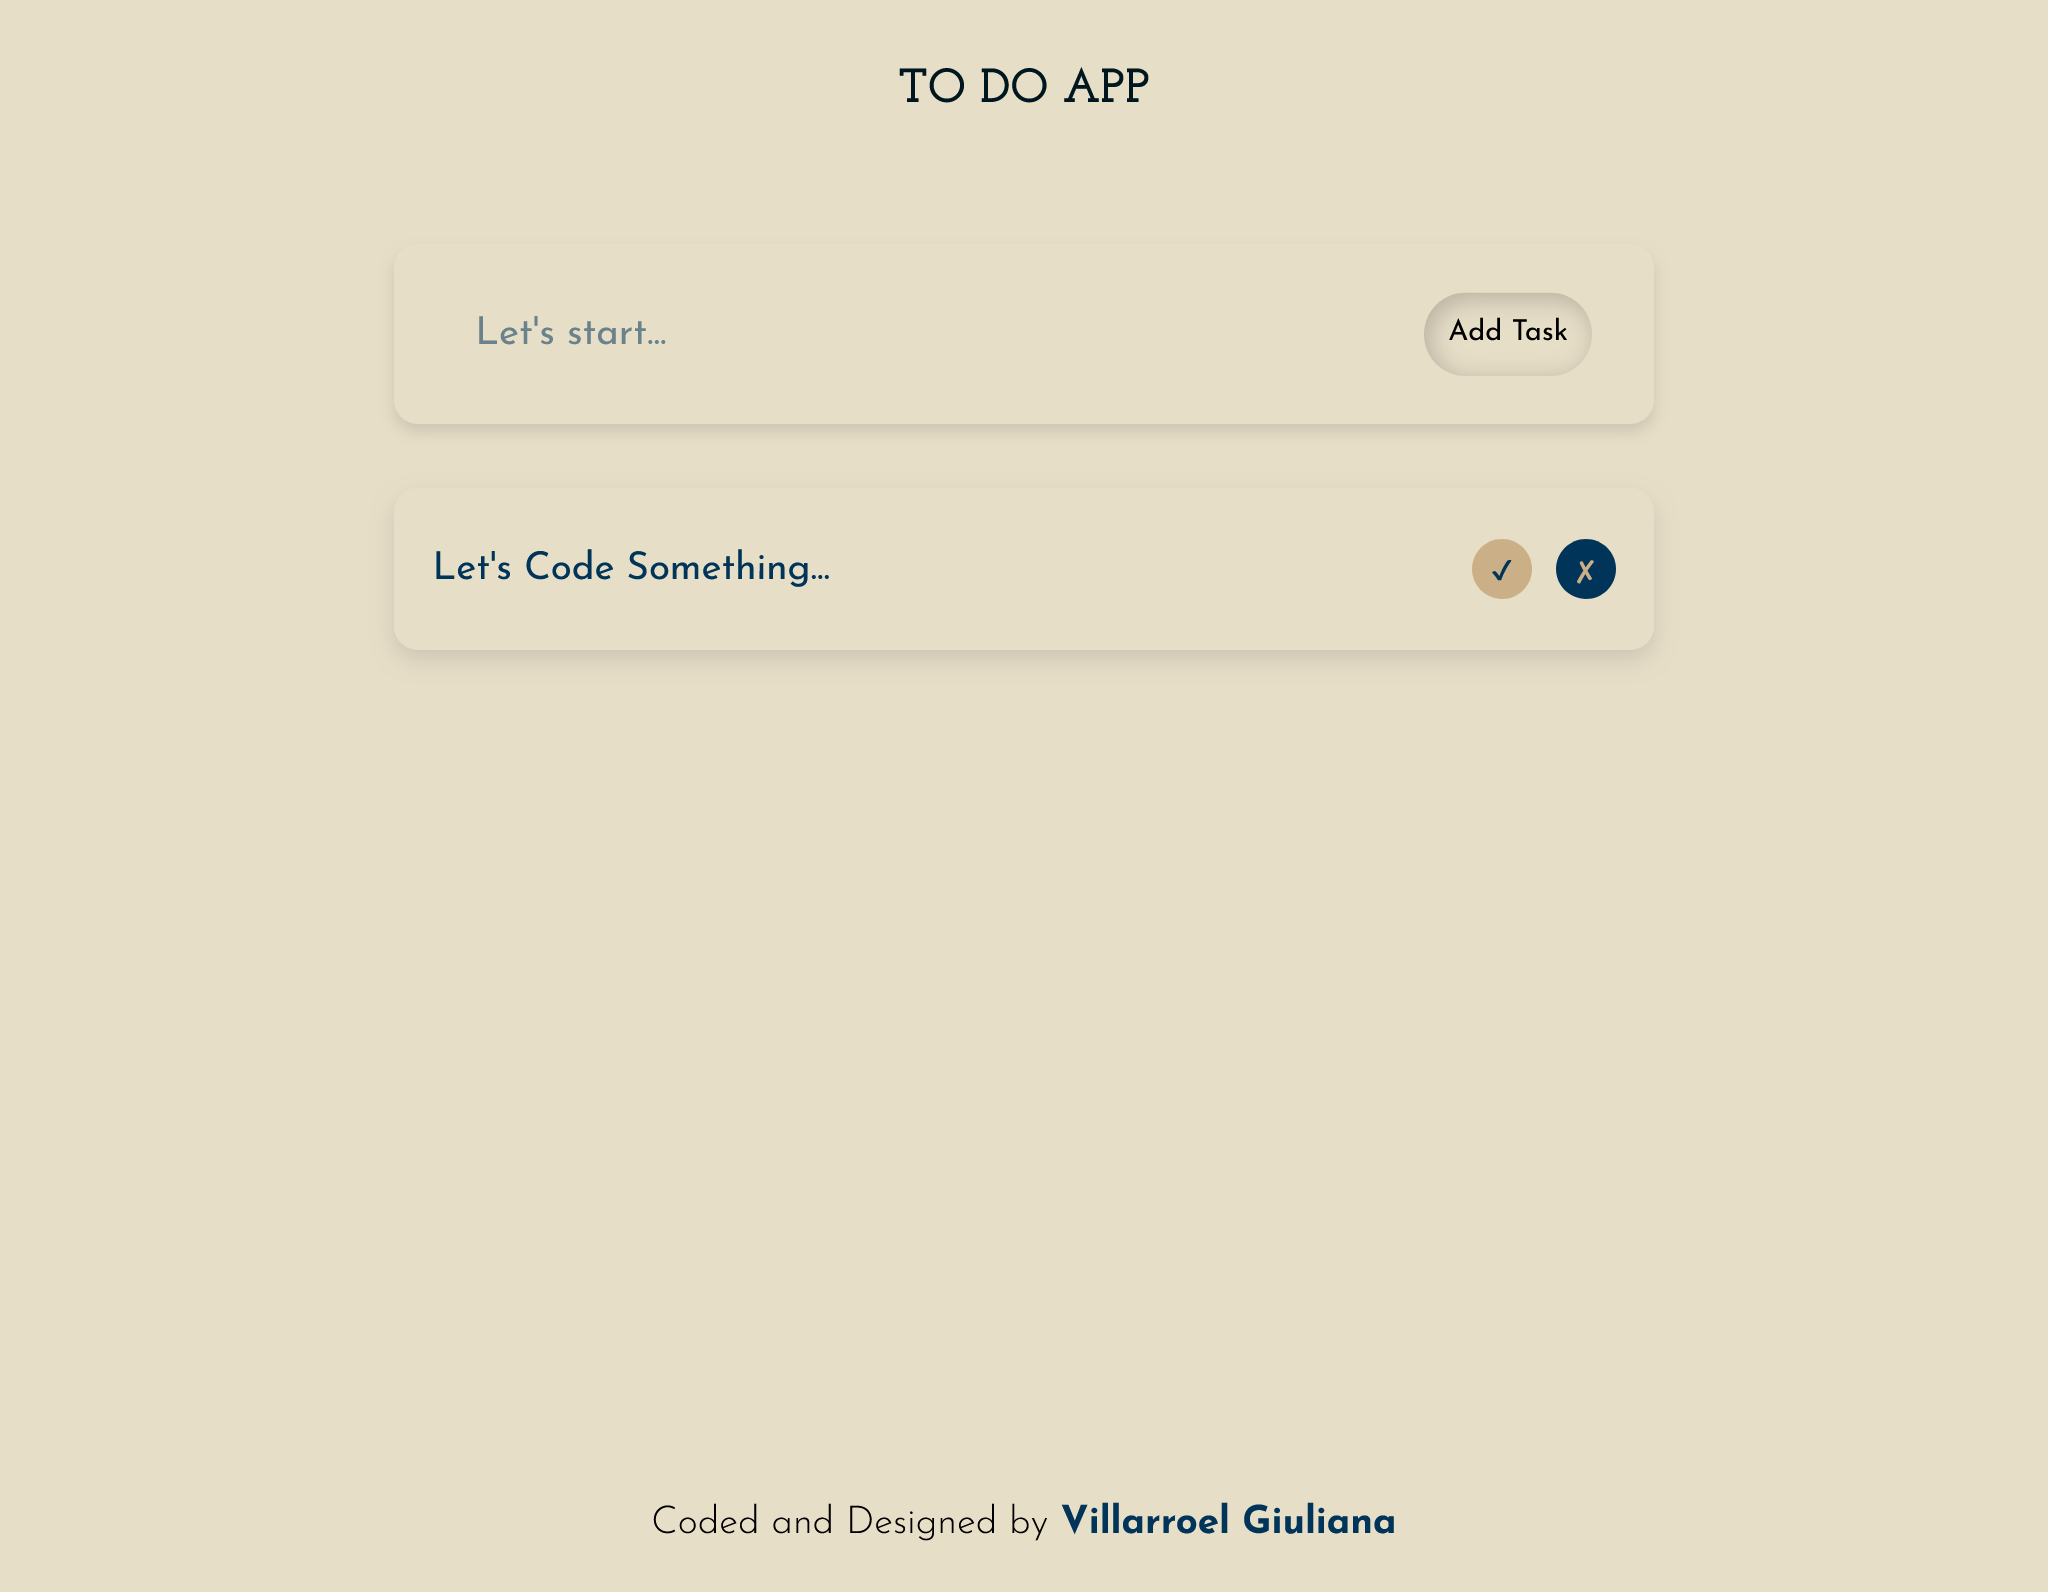 TO DO APP
Let's start...
Add Task
Let's Code Something...
✓ ✗
Coded and Designed by Villarroel Giuliana